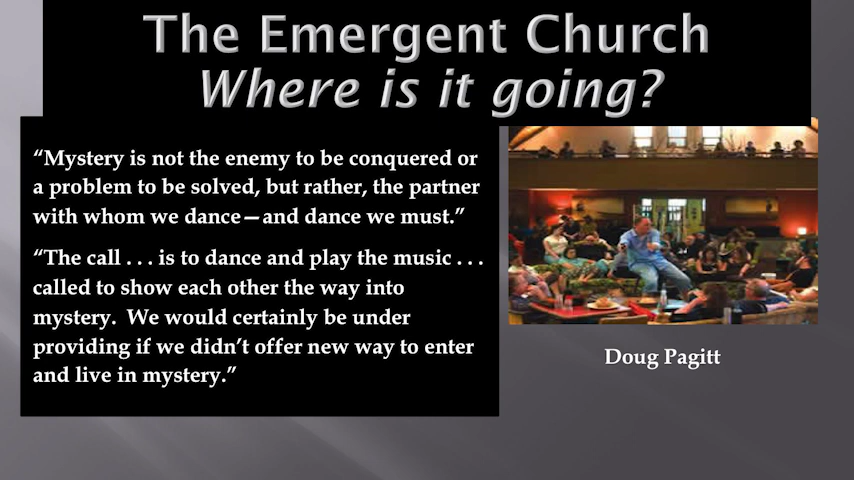 The Emergent Church
Where is it going?
“Mystery is not the enemy to be conquered or
a problem to be solved, but rather, the partner
with whom we dance—and dance we must.”
“The call . . . is to dance and play the music . . .
called to show each other the way into
mystery. We would certainly be under
providing if we didn’t offer new way to enter
and live in mystery.”
Doug Pagitt